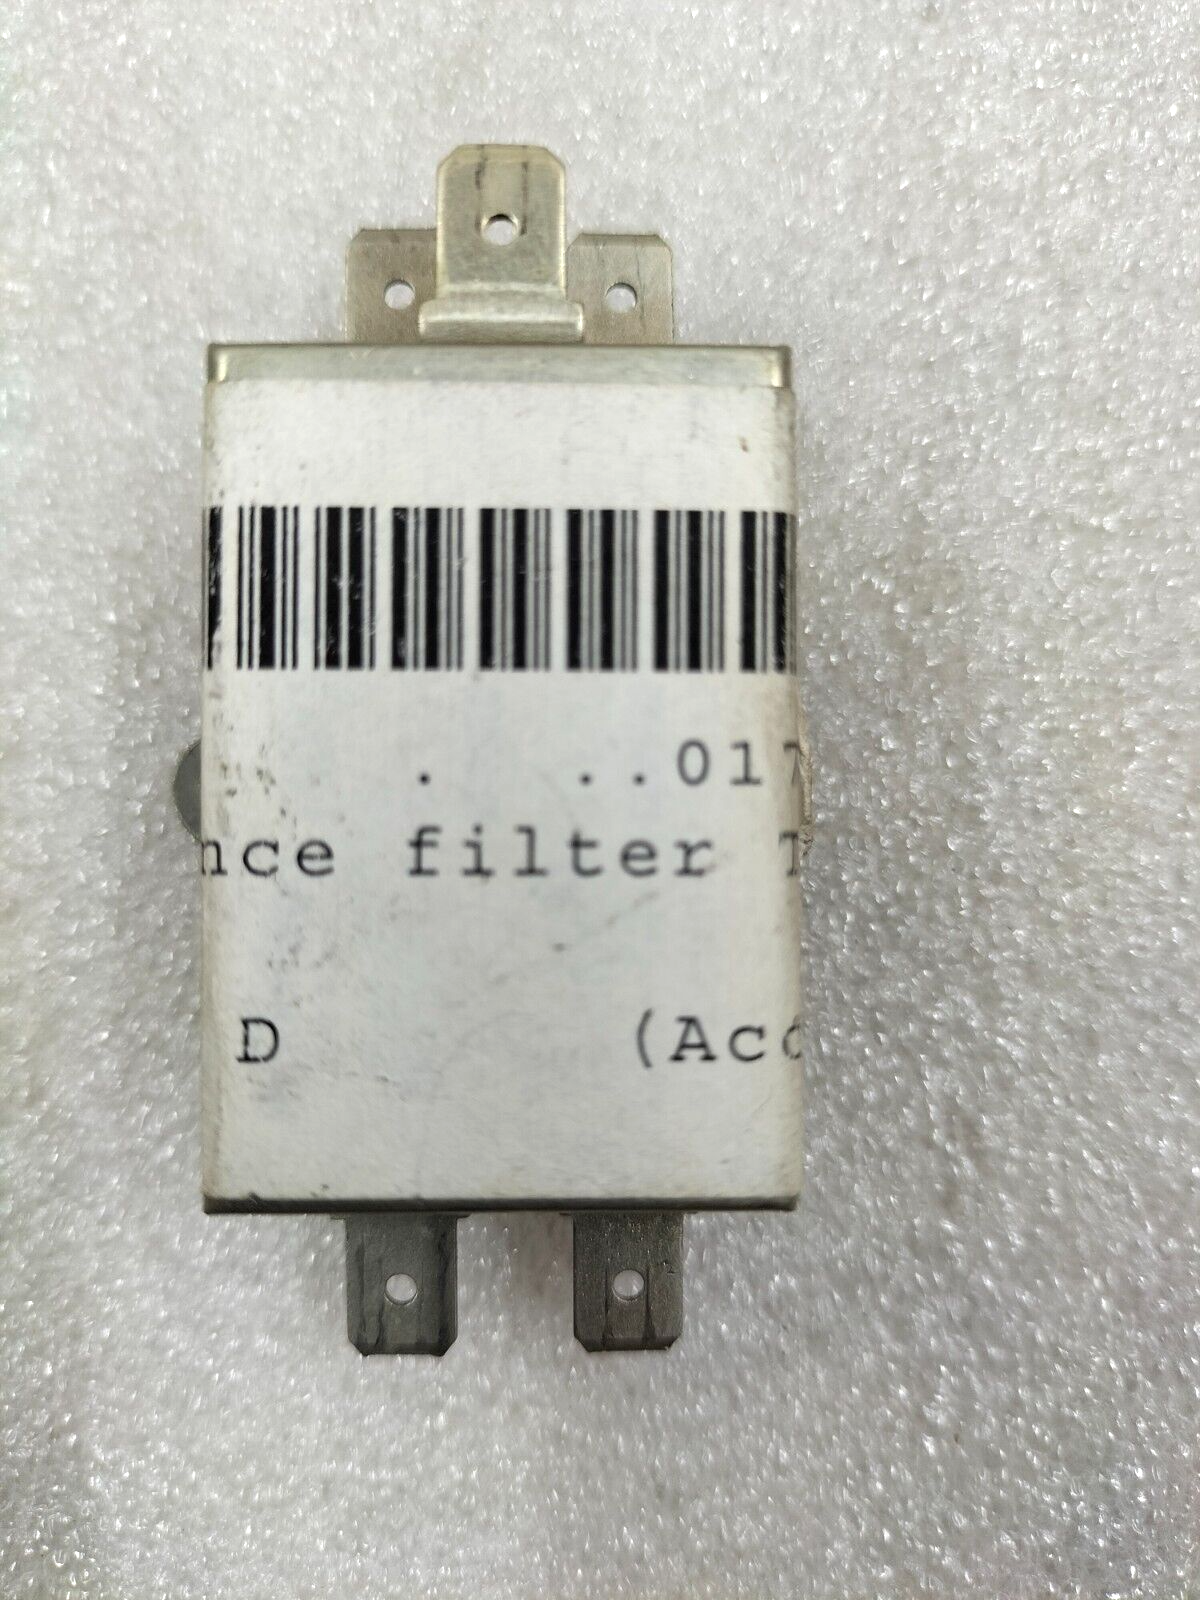 . ..017
nce filter T
D (Acc